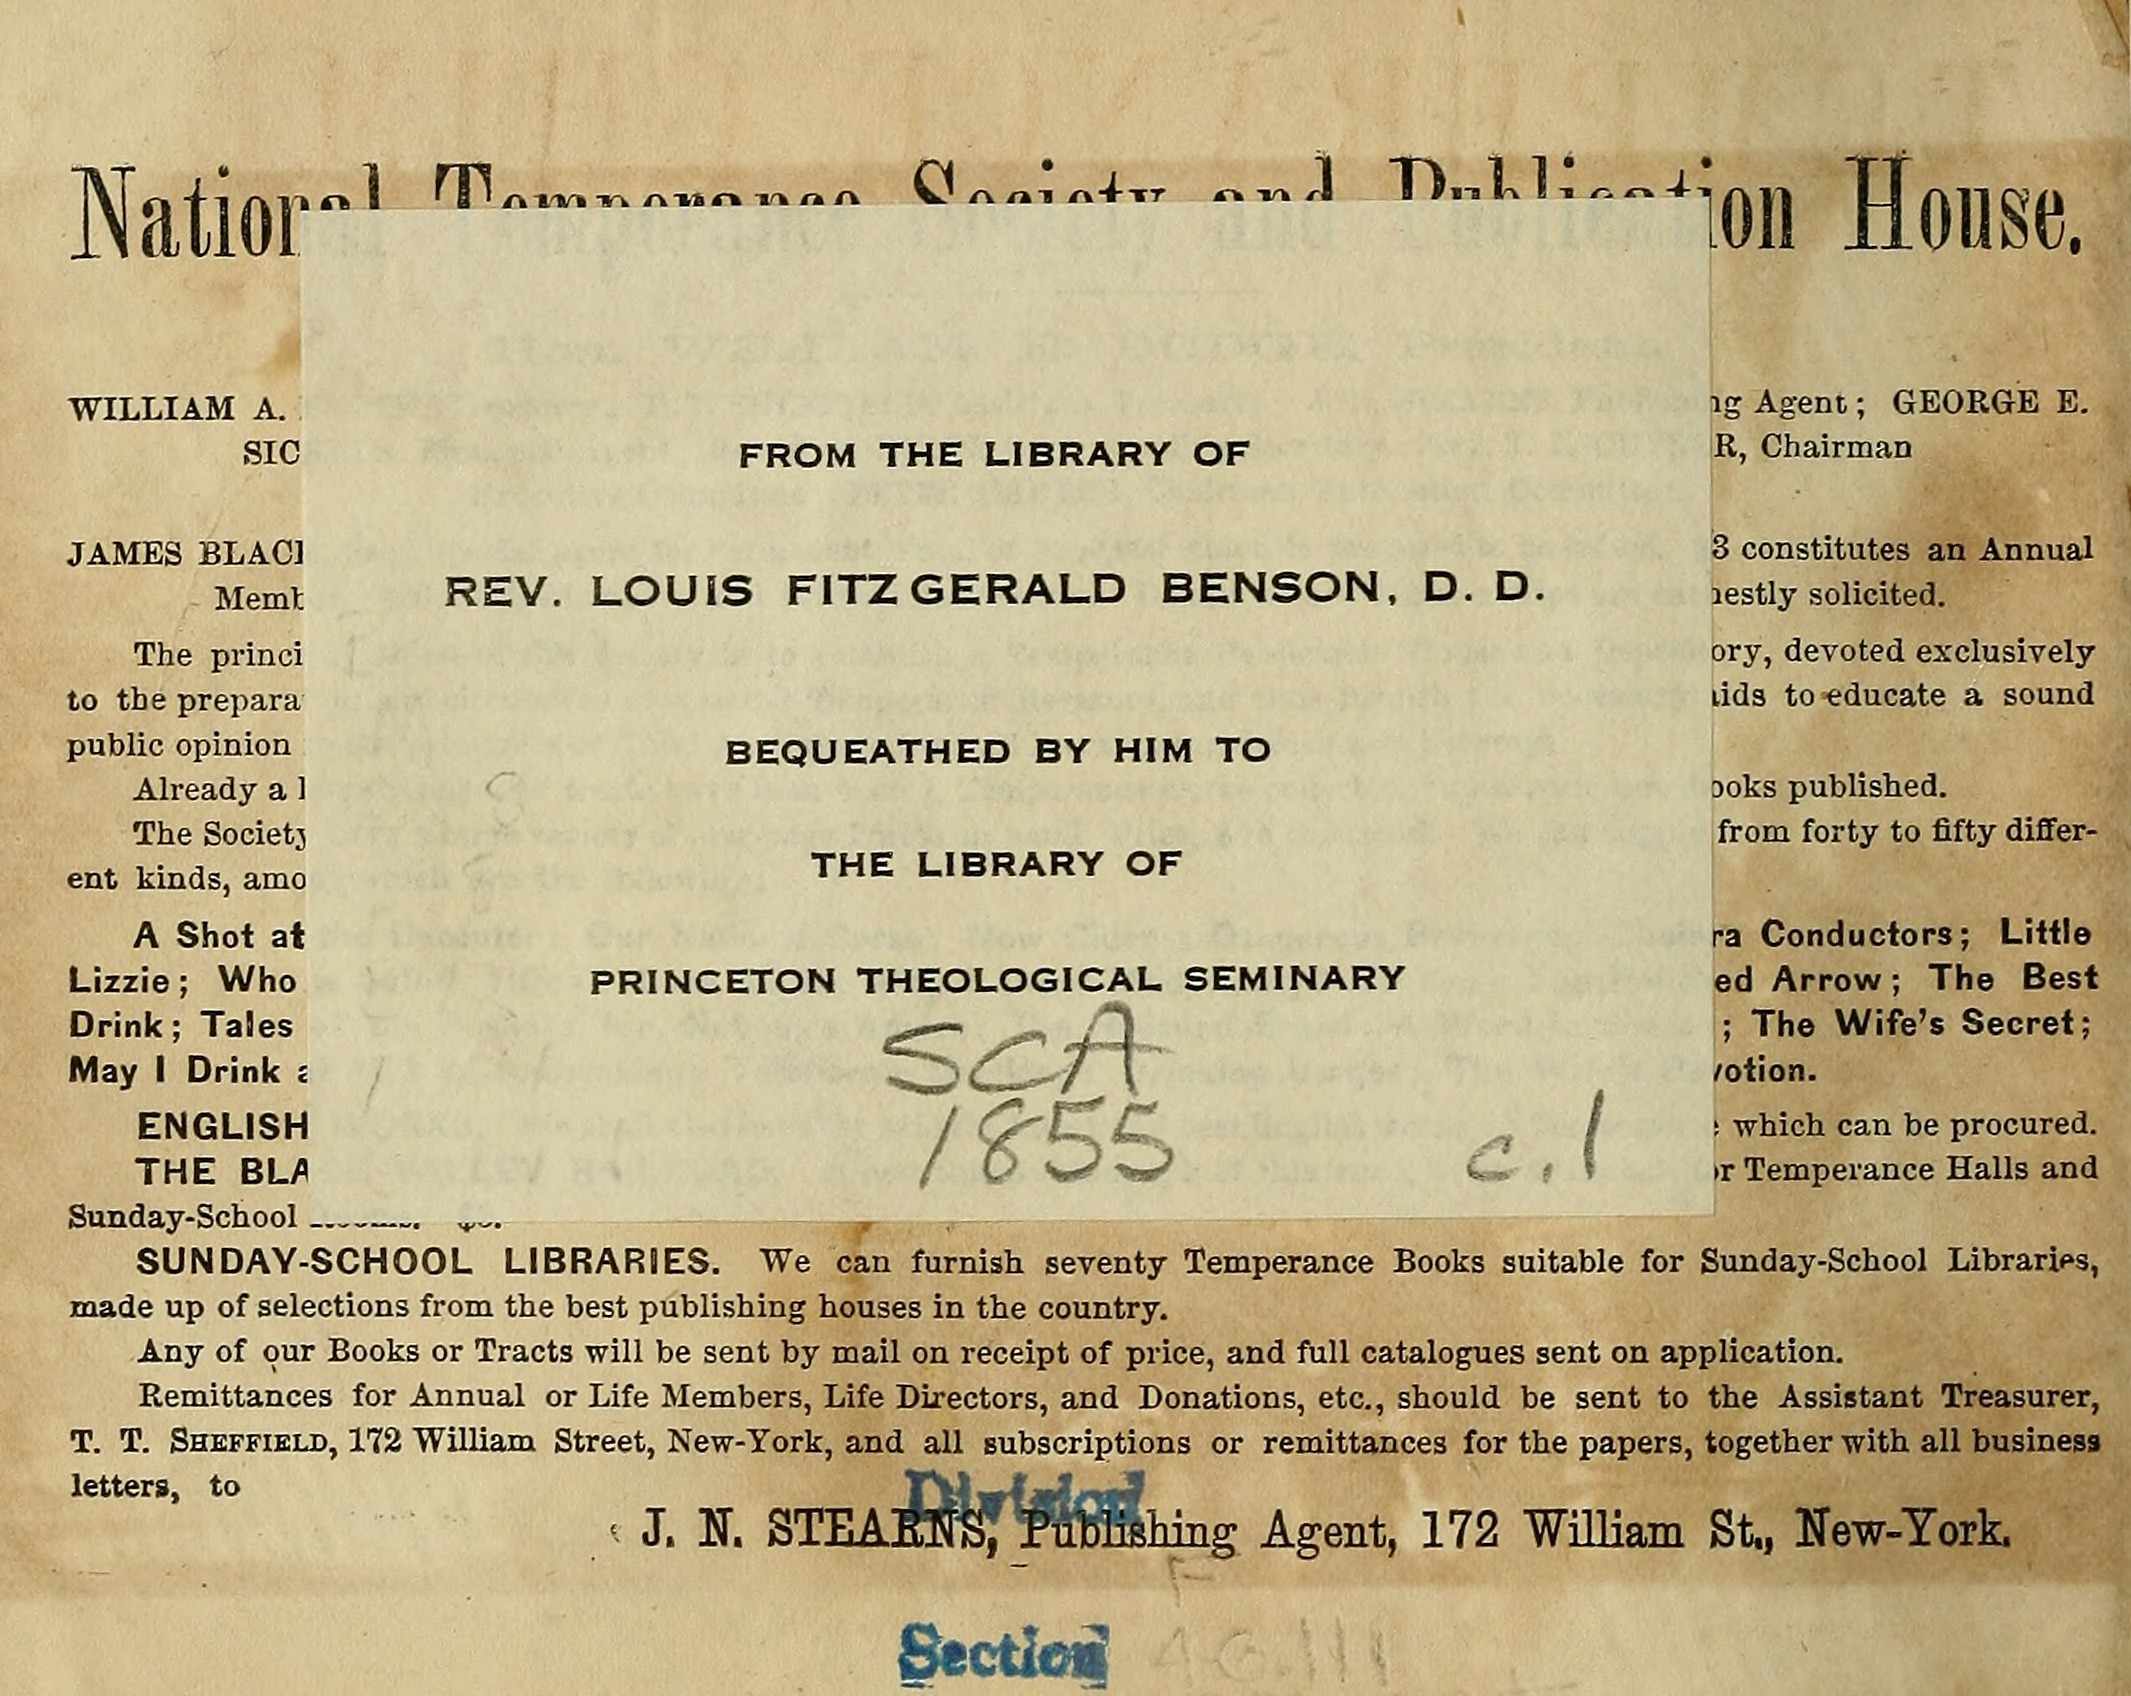 National Temperance Society and Publication House.
WILLIAM A. Agent; GEORGE E.
SIC R, Chairman
FROM THE LIBRARY OF
JAMES BLAC 3 constitutes an Annual
REV. LOUIS FITZGERALD BENSON, D. D.
Memb nestly solicited.
The princi ory, devoted exclusively
to the prepara aids to educate a sound
public opinion
BEQUEATHED BY HIM TO
Already a ooks published.
The Society from forty to fifty differ-
THE LIBRARY OF
ent kinds, amo
A Shot at ra Conductors; Little
Lizzie; Who ed Arrow; The Best
PRINCETON THEOLOGICAL SEMINARY
Drink; Tales ; The Wife's Secret;
SCA
May I Drink votion.
1855 c.1
ENGLISH which can be procured.
THE BLA or Temperance Halls and
Sunday-School
SUNDAY-SCHOOL LIBRARIES. We can furnish seventy Temperance Books suitable for Sunday-School Libraries,
made up of selections from the best publishing houses in the country.
Any of our Books or Tracts will be sent by mail on receipt of price, and full catalogues sent on application.
Remittances for Annual or Life Members, Life Directors, and Donations, etc., should be sent to the Assistant Treasurer,
T. T. SHEFFIELD, 172 William Street, New-York, and all subscriptions or remittances for the papers, together with all business
letters, to
Division
J. N. STEARNS, Publishing Agent, 172 William St., New-York.
Section